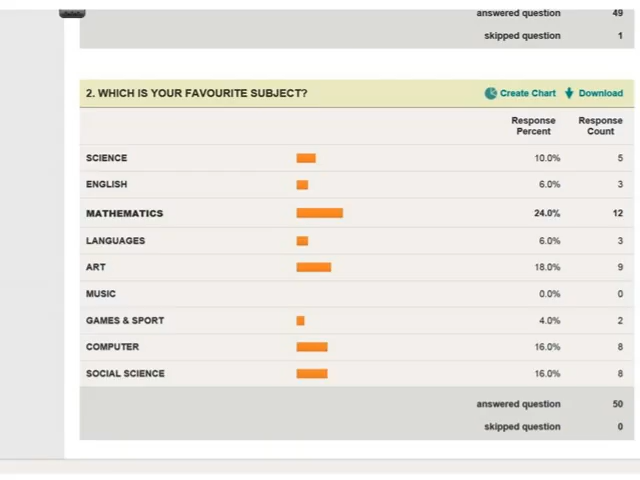 answered question 49
skipped question 1
2. WHICH IS YOUR FAVOURITE SUBJECT? Create Chart Download
Response Percent Response Count
SCIENCE 10.0% 5
ENGLISH 6.0% 3
MATHEMATICS 24.0% 12
LANGUAGES 6.0% 3
ART 18.0% 9
MUSIC 0.0% 0
GAMES & SPORT 4.0% 2
COMPUTER 16.0% 8
SOCIAL SCIENCE 16.0% 8
answered question 50
skipped question 0